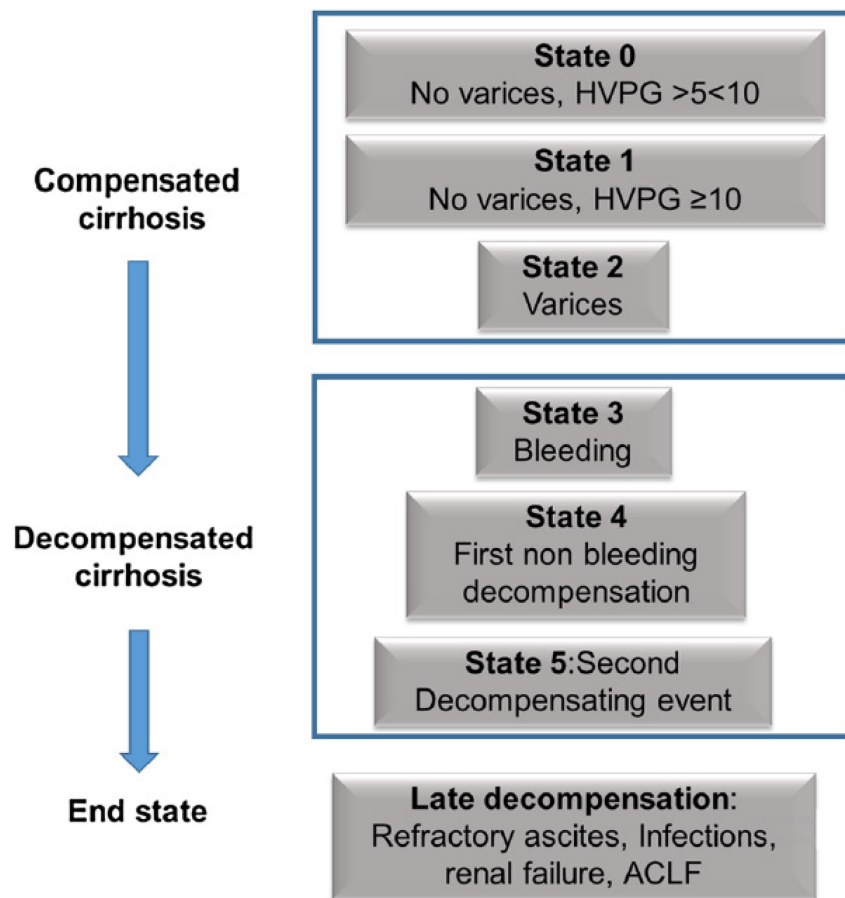 State 0
No varices, HVPG >5<10
State 1
No varices, HVPG ≥10
State 2
Varices
Compensated
cirrhosis
State 3
Bleeding
State 4
First non bleeding
decompensation
State 5:Second
Decompensating event
Decompensated
cirrhosis
Late decompensation:
Refractory ascites, Infections,
renal failure, ACLF
End state